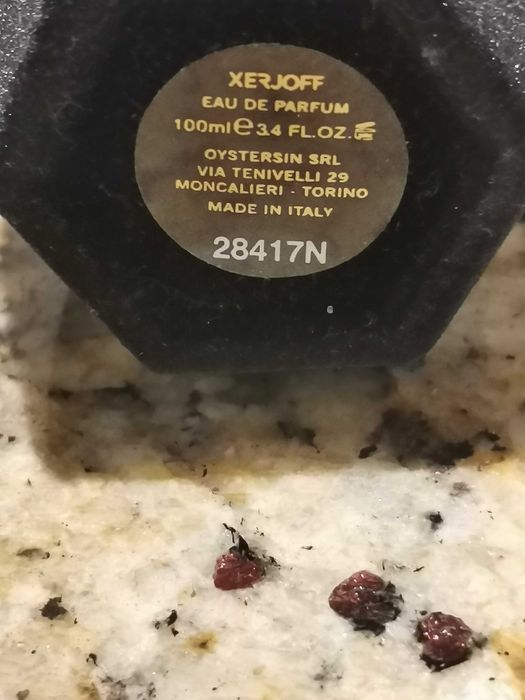 XERJOFF
EAU DE PARFUM
100ml e 3.4 FL.OZ.
OYSTERSIN SRL
VIA TENIVELLI 29
MONCALIERI - TORINO
MADE IN ITALY
28417N